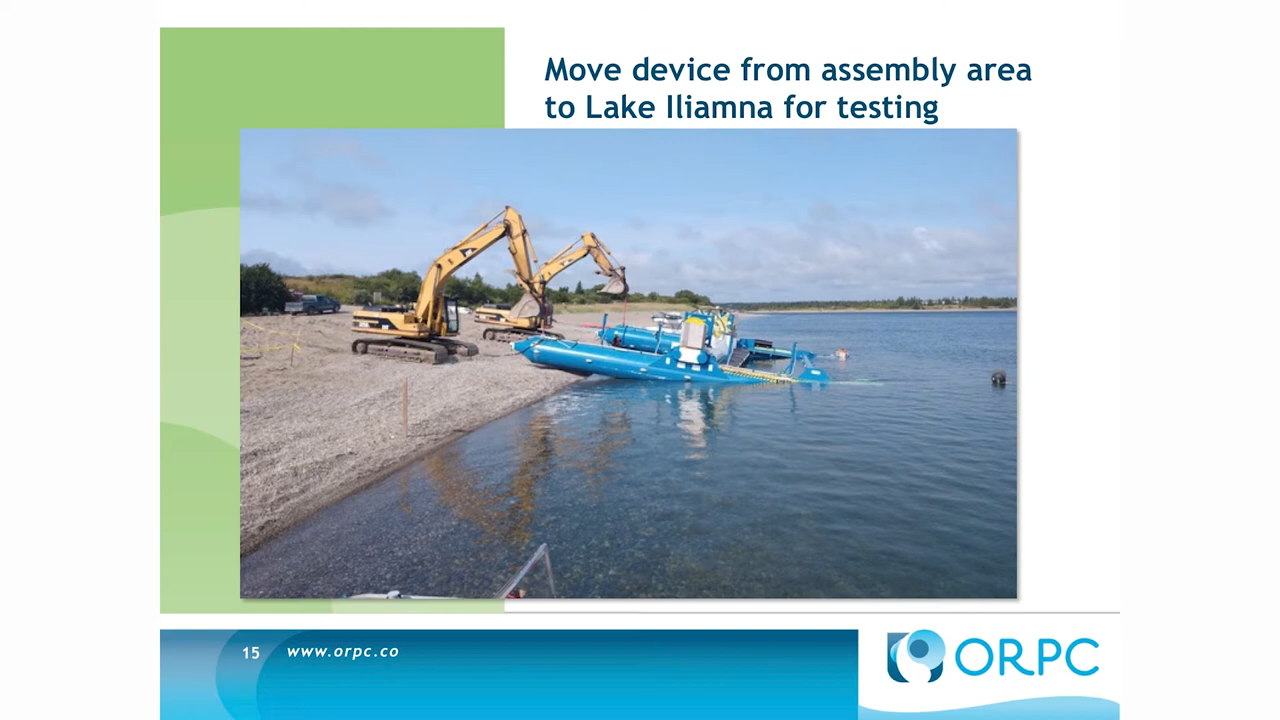 Move device from assembly area
to Lake Iliamna for testing
15
www.orpc.co
ORPC